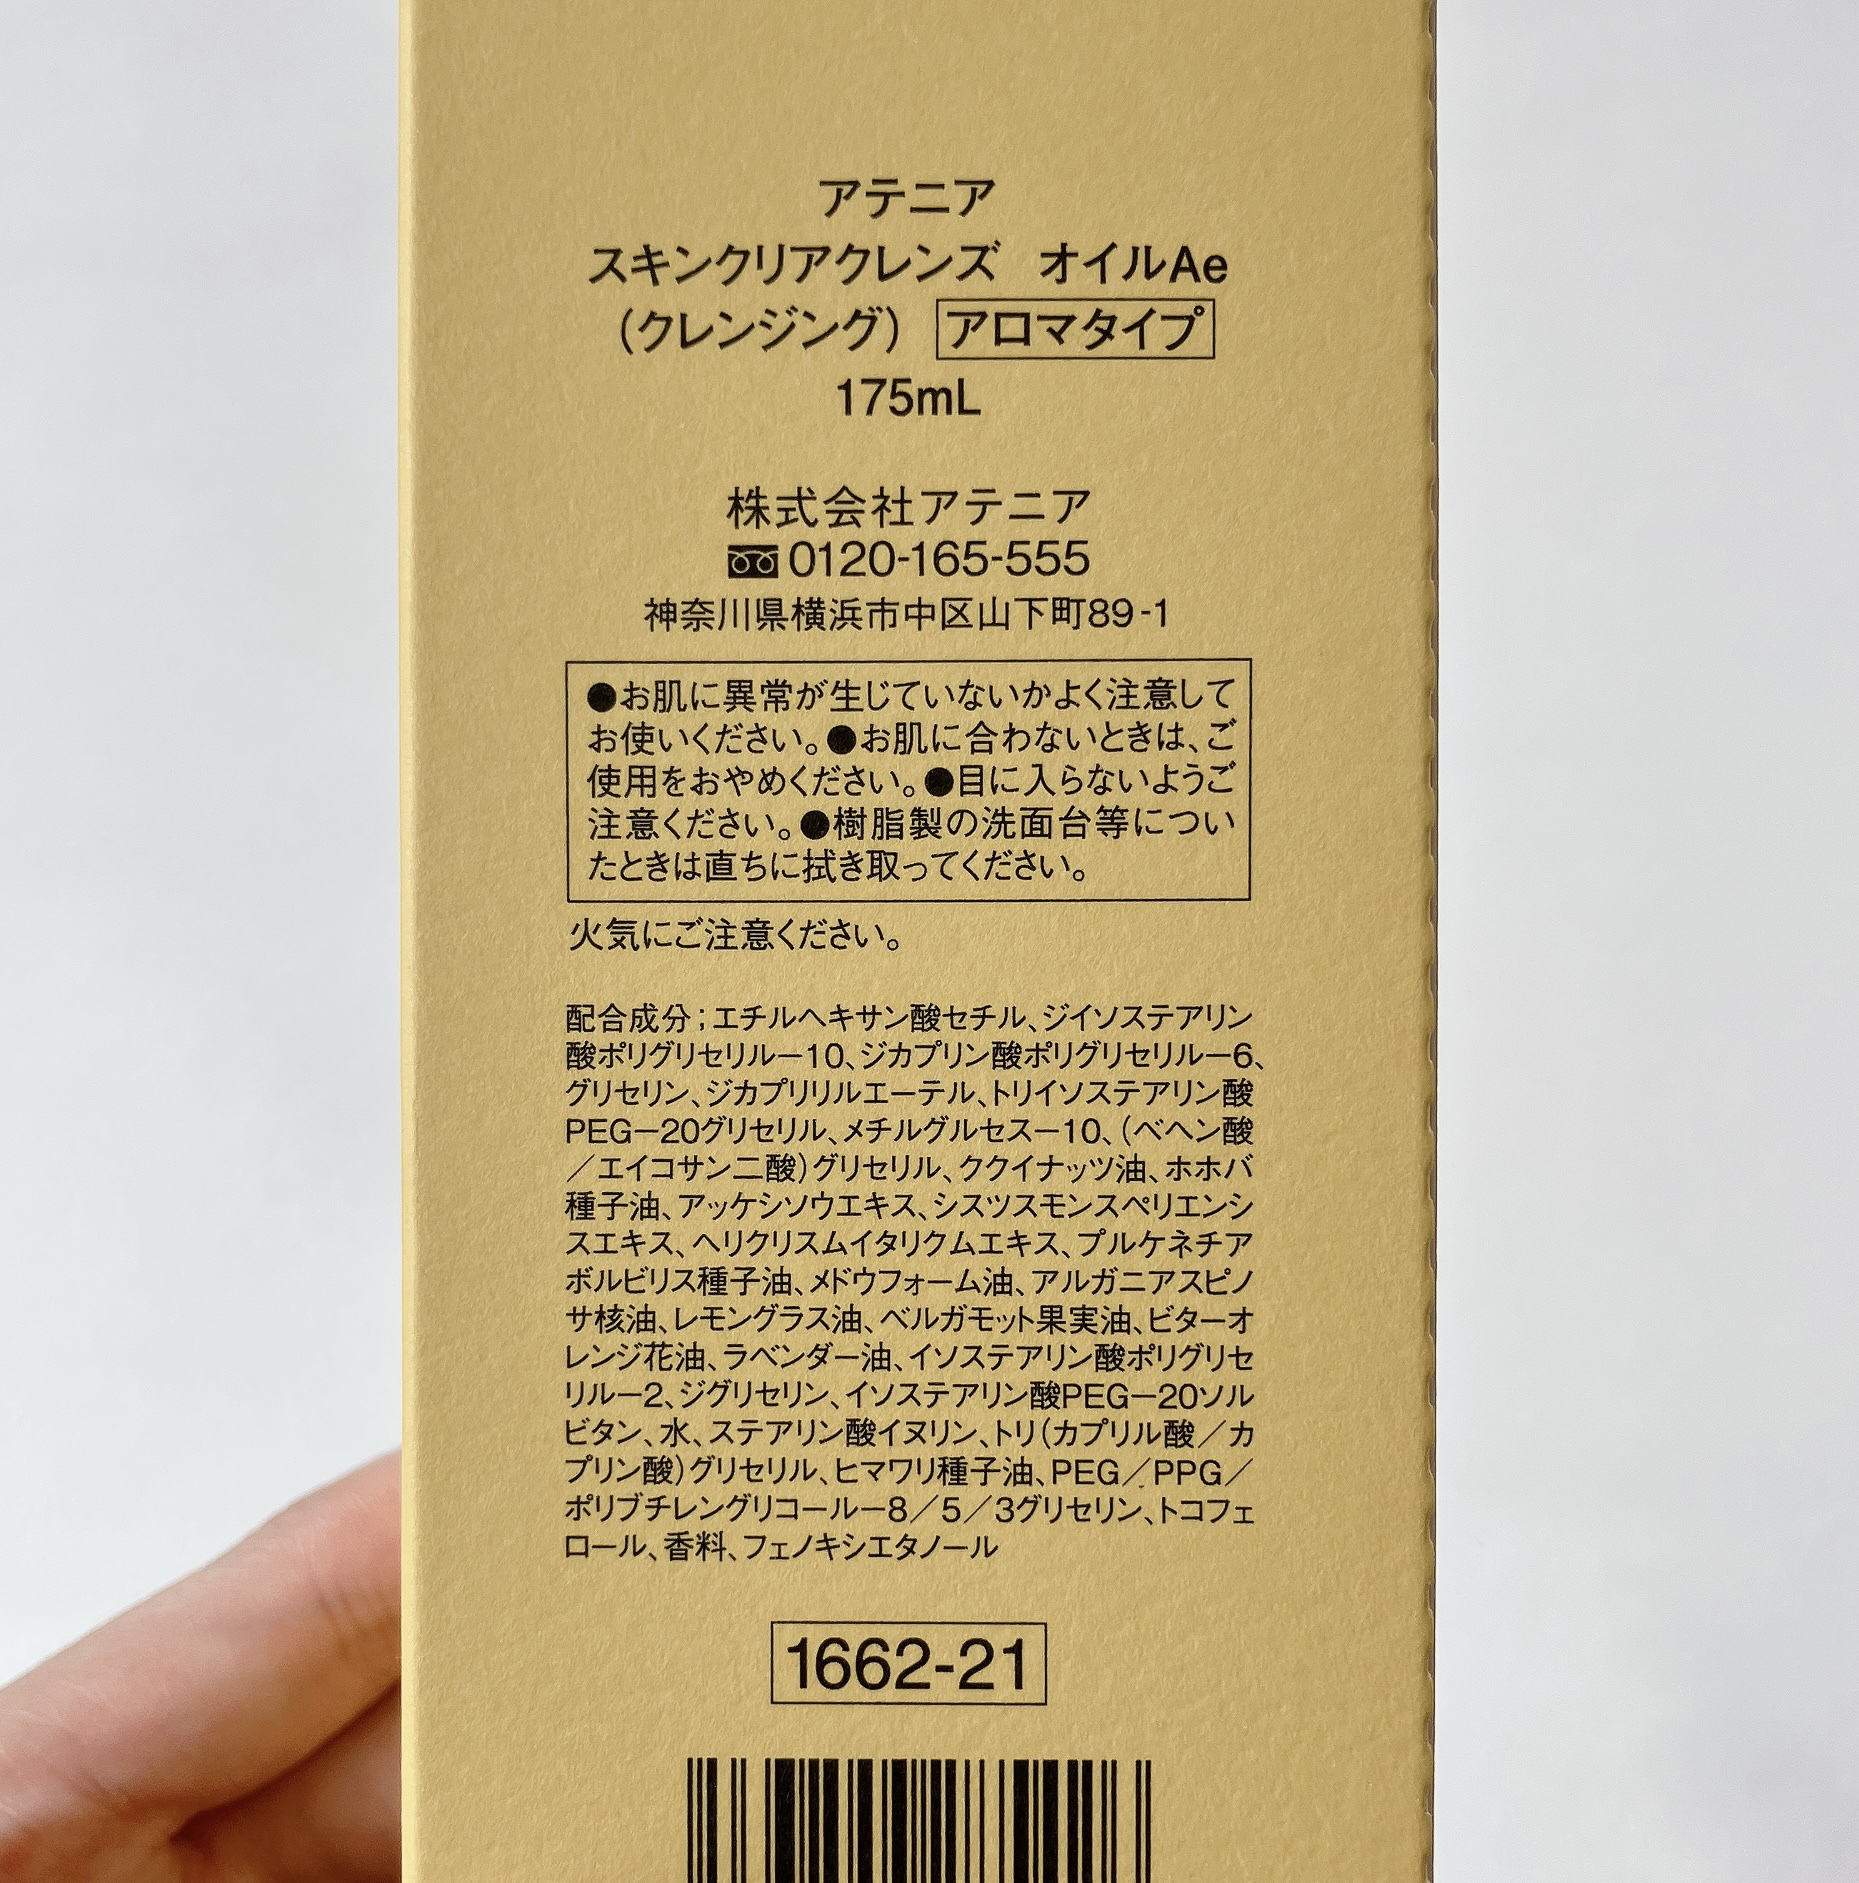 アテニア
スキンクリアクレンズ オイルAe
(クレンジング) アロマタイプ
175mL
株式会社アテニア
0120-165-555
神奈川県横浜市中区山下町89-1
●お肌に異常が生じていないかよく注意して
お使いください。●お肌に合わないときは、ご
使用をおやめください。●目に入らないようご
注意ください。●樹脂製の洗面台等につい
たときは直ちに拭き取ってください。
火気にご注意ください。
配合成分；エチルヘキサン酸セチル、ジイソステアリン
酸ポリグリセリル－10、ジカプリン酸ポリグリセリル－6、
グリセリン、ジカプリリルエーテル、トリイソステアリン酸
PEG－20グリセリル、メチルグルセス－10、(ベヘン酸
／エイコサン二酸)グリセリル、ククイナッツ油、ホホバ
種子油、アッケシソウエキス、シスツスモンスペリエンシ
スエキス、ヘリクリスムイタリクムエキス、プルケネチア
ボルビリス種子油、メドウフォーム油、アルガニアスピノ
サ核油、レモングラス油、ベルガモット果実油、ビターオ
レンジ花油、ラベンダー油、イソステアリン酸ポリグリセ
リル－2、ジグリセリン、イソステアリン酸PEG－20ソル
ビタン、水、ステアリン酸イヌリン、トリ(カプリル酸／カ
プリン酸)グリセリル、ヒマワリ種子油、PEG／PPG／
ポリブチレングリコール－8／5／3グリセリン、トコフェ
ロール、香料、フェノキシエタノール
1662-21